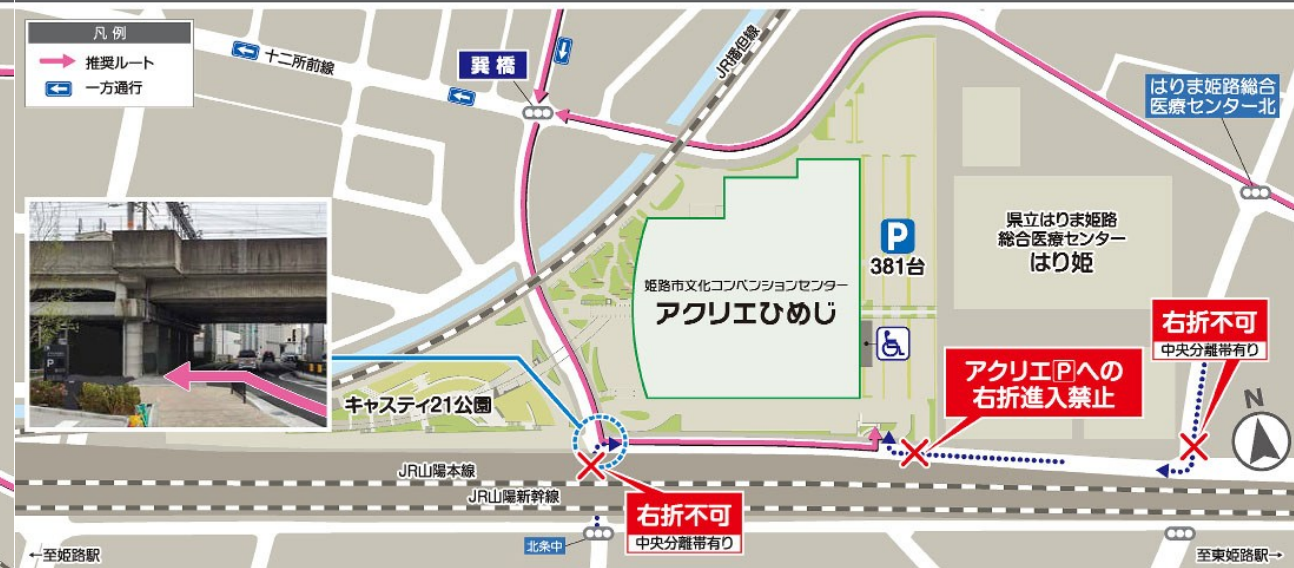 凡例
推奨ルート
一方通行
十二所前線
巽橋
JR播但線
はりま姫路総合
医療センター北
県立はりま姫路
総合医療センター
はり姫
P
381台
姫路市文化コンベンションセンター
アクリエひめじ
右折不可
中央分離帯有り
アクリエPへの
右折進入禁止
N
P
キャスティ21公園
JR山陽本線
JR山陽新幹線
右折不可
中央分離帯有り
北条中
←至姫路駅
至東姫路駅→